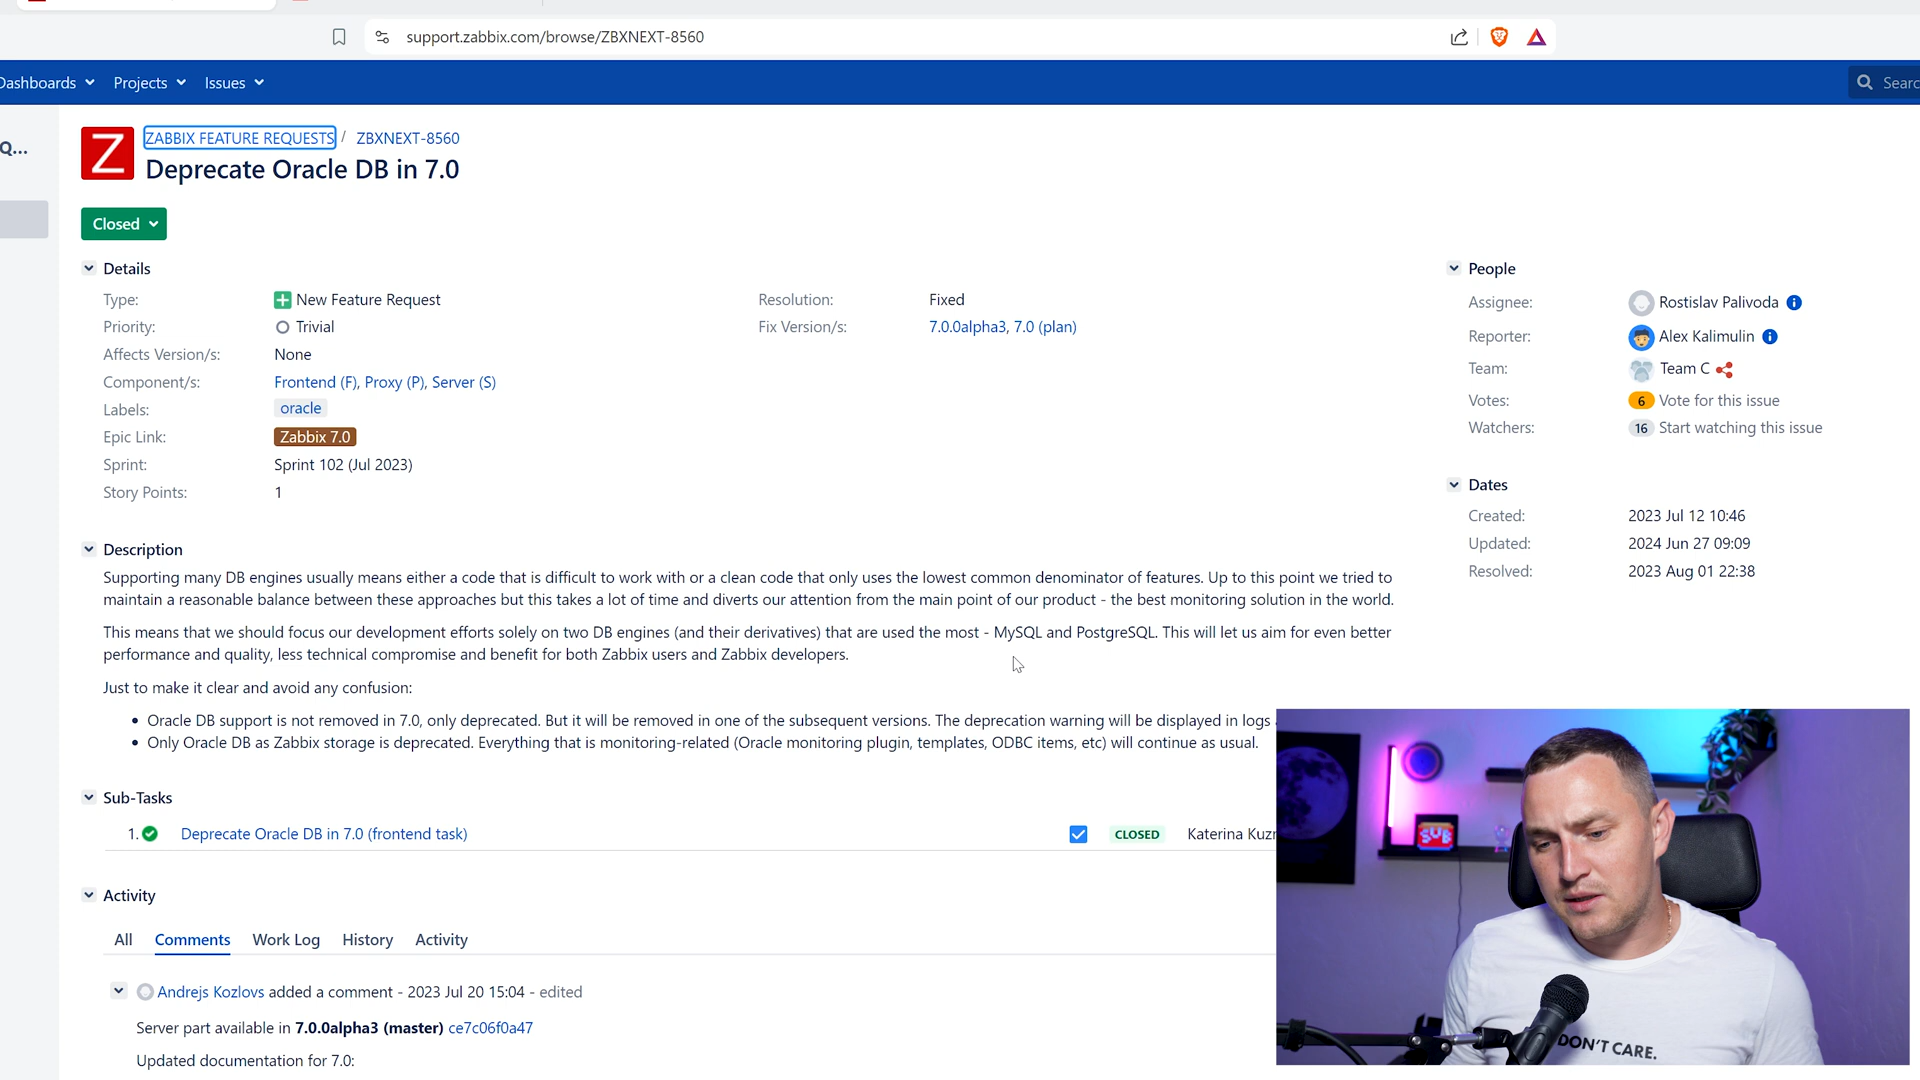 support.zabbix.com/browse/ZBXNEXT-8560
Dashboards Projects Issues
Searc
Q...
Z
ZABBIX FEATURE REQUESTS / ZBXNEXT-8560
Deprecate Oracle DB in 7.0
Closed
Details
Type: New Feature Request
Priority: Trivial
Affects Version/s: None
Component/s: Frontend (F), Proxy (P), Server (S)
Labels: oracle
Epic Link: Zabbix 7.0
Sprint: Sprint 102 (Jul 2023)
Story Points: 1
Resolution: Fixed
Fix Version/s: 7.0.0alpha3, 7.0 (plan)
People
Assignee: Rostislav Palivoda
Reporter: Alex Kalimulin
Team: Team C
Votes: 6 Vote for this issue
Watchers: 16 Start watching this issue
Dates
Created: 2023 Jul 12 10:46
Updated: 2024 Jun 27 09:09
Resolved: 2023 Aug 01 22:38
Description
Supporting many DB engines usually means either a code that is difficult to work with or a clean code that only uses the lowest common denominator of features. Up to this point we tried to
maintain a reasonable balance between these approaches but this takes a lot of time and diverts our attention from the main point of our product - the best monitoring solution in the world.
This means that we should focus our development efforts solely on two DB engines (and their derivatives) that are used the most - MySQL and PostgreSQL. This will let us aim for even better
performance and quality, less technical compromise and benefit for both Zabbix users and Zabbix developers.
Just to make it clear and avoid any confusion:
• Oracle DB support is not removed in 7.0, only deprecated. But it will be removed in one of the subsequent versions. The deprecation warning will be displayed in logs
• Only Oracle DB as Zabbix storage is deprecated. Everything that is monitoring-related (Oracle monitoring plugin, templates, ODBC items, etc) will continue as usual.
Sub-Tasks
1. Deprecate Oracle DB in 7.0 (frontend task) CLOSED Katerina Kuzr
Activity
All Comments Work Log History Activity
Andrejs Kozlovs added a comment - 2023 Jul 20 15:04 - edited
Server part available in 7.0.0alpha3 (master) ce7c06f0a47
Updated documentation for 7.0:
SUB
DON'T CARE.